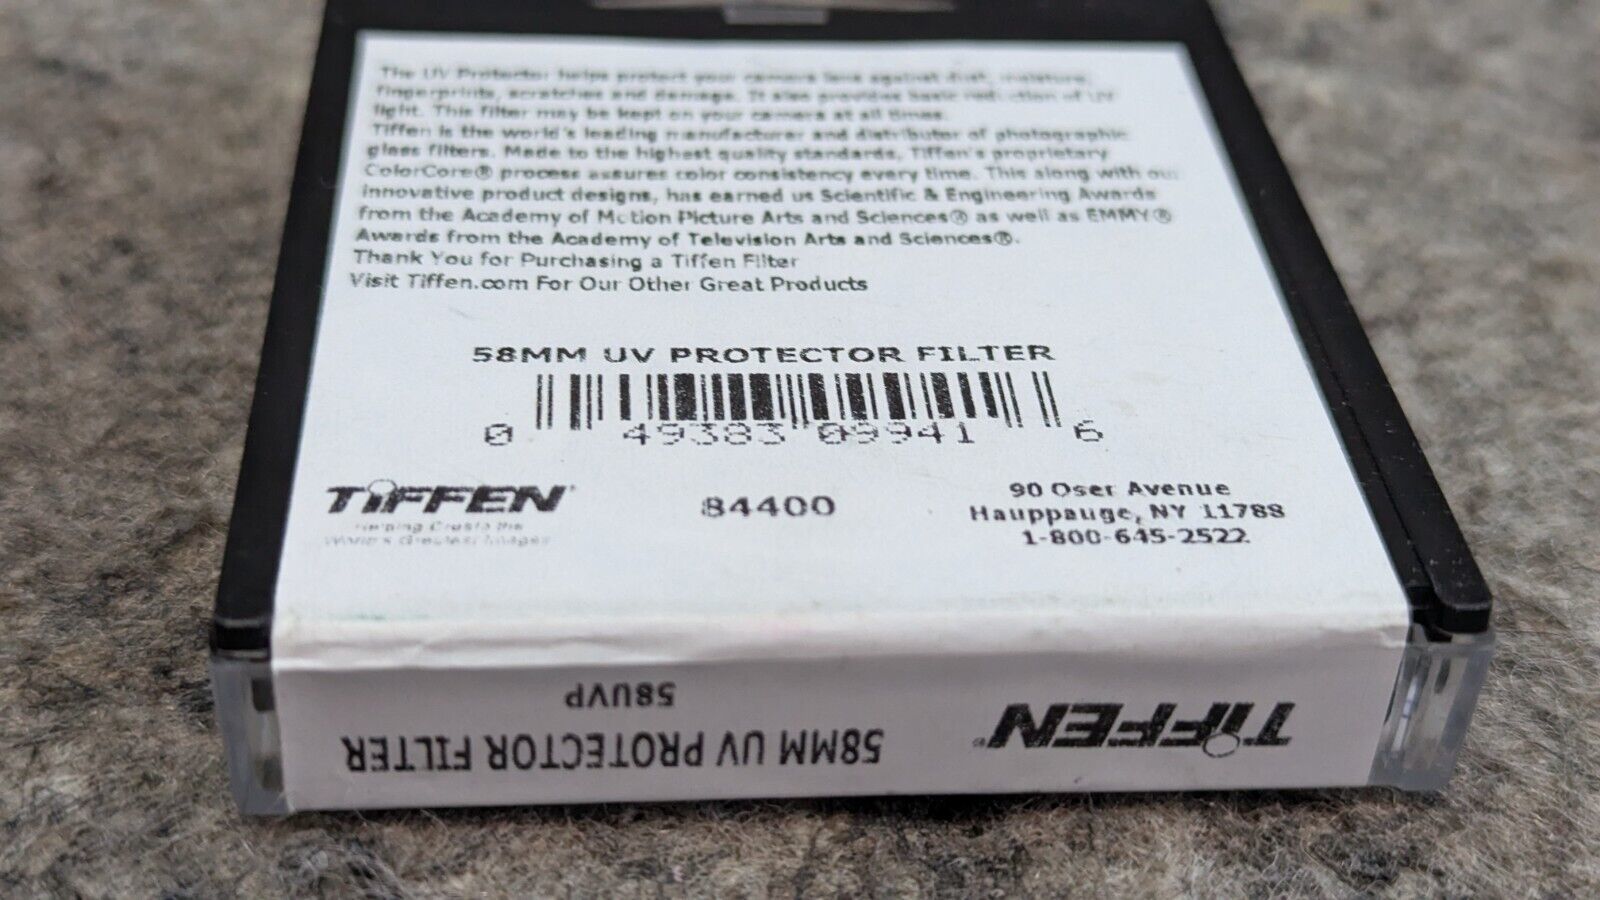 The UV Protector helps protect your camera lens against dirt, moisture,
fingerprints, scratches and damage. It also provides basic reduction of UV
light. This filter may be kept on your camera at all times.
Tiffen is the world's leading manufacturer and distributor of photographic
glass filters. Made to the highest quality standards, Tiffen's proprietary
ColorCore® process assures color consistency every time. This along with our
innovative product designs, has earned us Scientific & Engineering Awards
from the Academy of Motion Picture Arts and Sciences® as well as EMMY®
Awards from the Academy of Television Arts and Sciences®.
Thank You for Purchasing a Tiffen Filter
Visit Tiffen.com For Our Other Great Products
58MM UV PROTECTOR FILTER
0 49383 09941 6
TIFFEN
Helping Create the
World's Greatest Images
84400
90 Oser Avenue
Hauppauge, NY 11788
1-800-645-2522
TIFFEN®
58MM UV PROTECTOR FILTER
58UVP